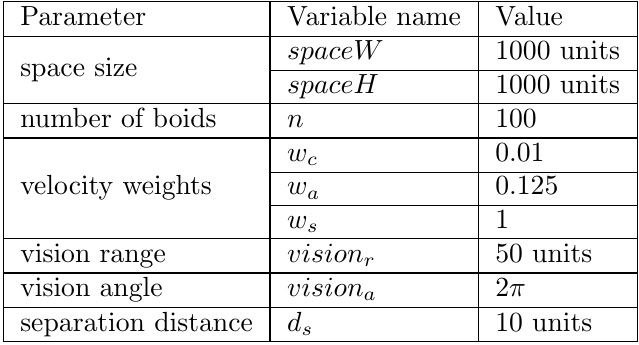 Parameter Variable name Value
space size spaceW 1000 units
spaceH 1000 units
number of boids n 100
velocity weights w_c 0.01
w_a 0.125
w_s 1
vision range vision_r 50 units
vision angle vision_a 2π
separation distance d_s 10 units